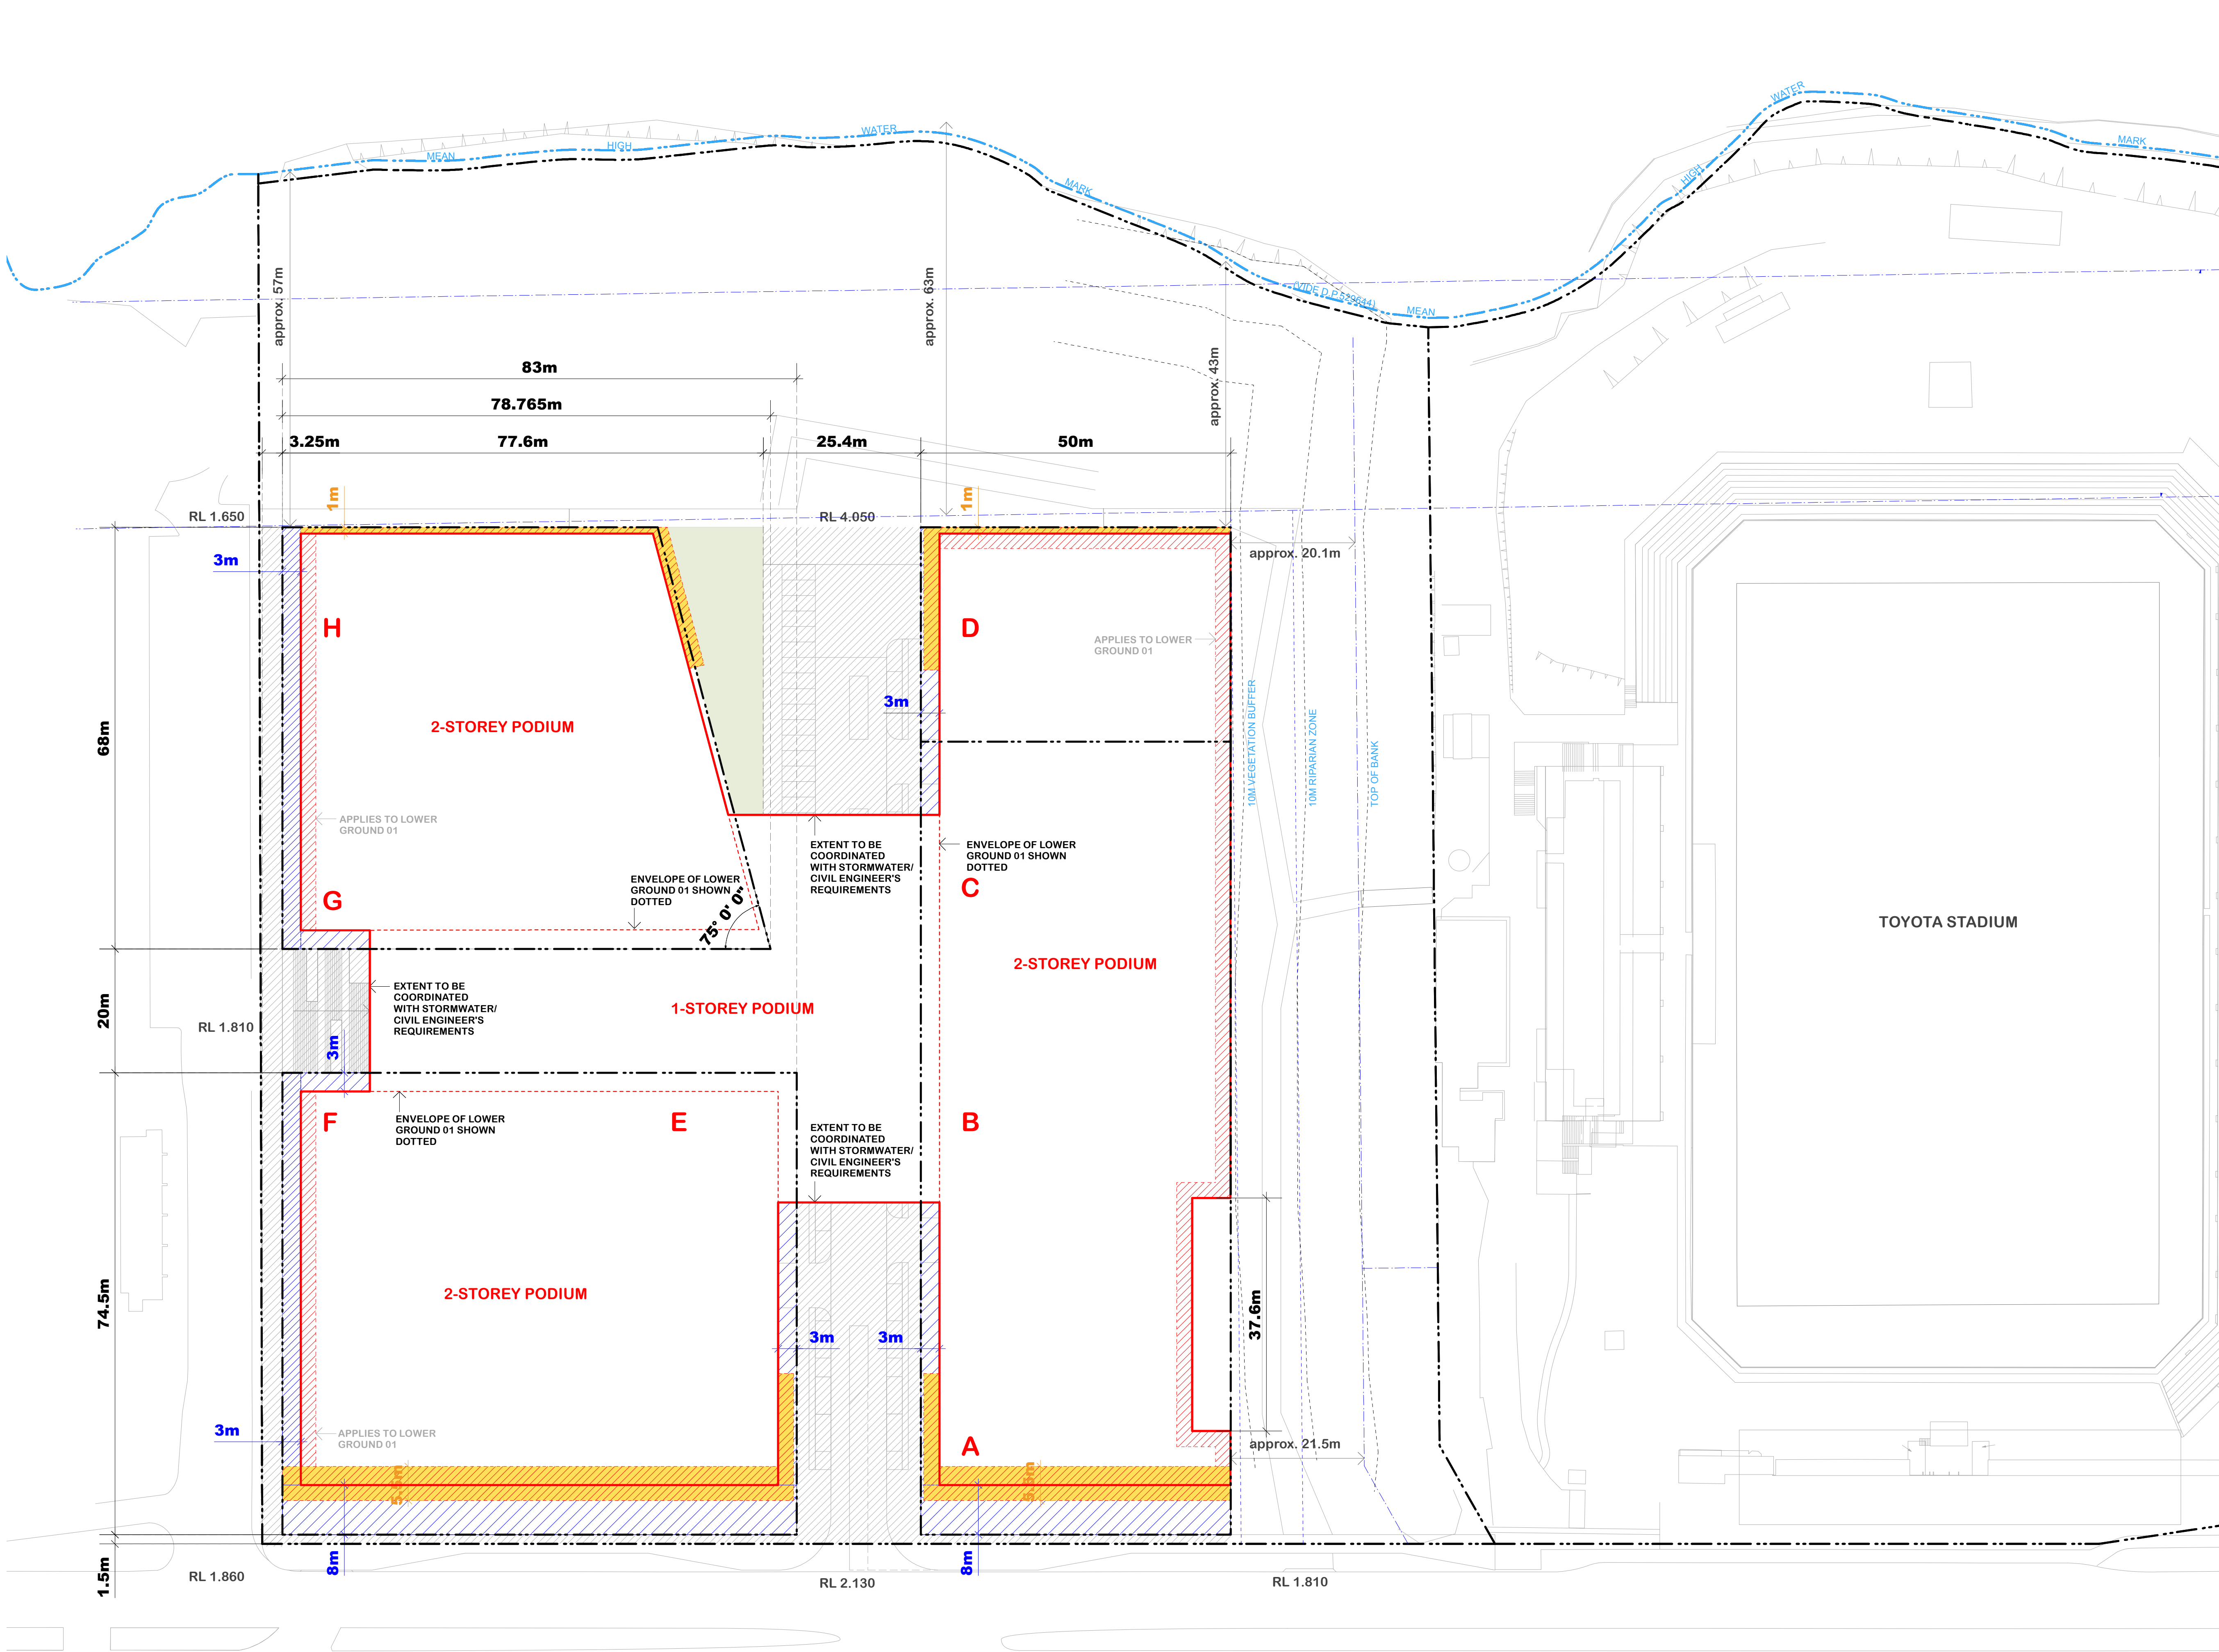 WATER
MEAN
HIGH
WATER
MARK
(VIDE D.P.529644)
MEAN
HIGH
WATER
MARK
approx. 57m
approx. 63m
approx. 43m
83m
78.765m
3.25m
77.6m
25.4m
50m
1m
1m
RL 1.650
RL 4.050
approx. 20.1m
3m
H
D
APPLIES TO LOWER
GROUND 01
3m
68m
2-STOREY PODIUM
10M VEGETATION BUFFER
10M RIPARIAN ZONE
TOP OF BANK
APPLIES TO LOWER
GROUND 01
EXTENT TO BE
COORDINATED
WITH STORMWATER/
CIVIL ENGINEER'S
REQUIREMENTS
ENVELOPE OF LOWER
GROUND 01 SHOWN
DOTTED
ENVELOPE OF LOWER
GROUND 01 SHOWN
DOTTED
75° 0' 0"
G
C
TOYOTA STADIUM
2-STOREY PODIUM
EXTENT TO BE
COORDINATED
WITH STORMWATER/
CIVIL ENGINEER'S
REQUIREMENTS
1-STOREY PODIUM
20m
RL 1.810
3m
F
ENVELOPE OF LOWER
GROUND 01 SHOWN
DOTTED
E
EXTENT TO BE
COORDINATED
WITH STORMWATER/
CIVIL ENGINEER'S
REQUIREMENTS
B
74.5m
2-STOREY PODIUM
3m
3m
37.6m
3m
APPLIES TO LOWER
GROUND 01
A
approx. 21.5m
5.5m
5.5m
1.5m
8m
8m
RL 1.860
RL 2.130
RL 1.810